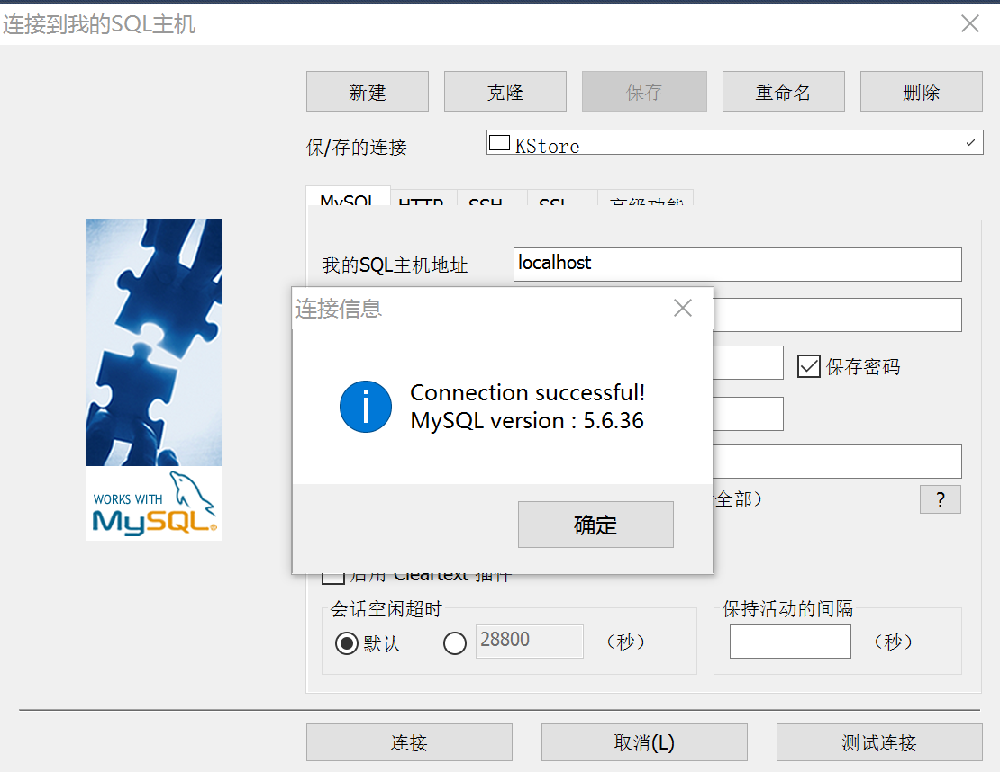 连接到我的SQL主机
新建 克隆 保存 重命名 删除
保/存的连接 KStore
MySQL HTTP SSH SSL 高级功能
我的SQL主机地址 localhost
连接信息
保存密码
Connection successful!
MySQL version : 5.6.36
全部）
?
确定
启用 Cleartext 插件
会话空闲超时 保持活动的间隔
默认 28800 （秒） （秒）
WORKS WITH
MySQL
连接 取消(L) 测试连接